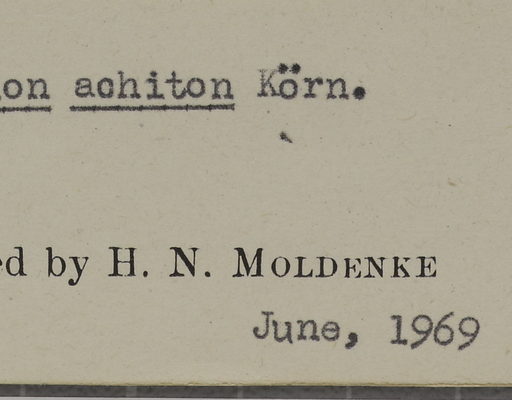 on achiton Körn.
ed by H. N. MOLDENKE
June, 1969